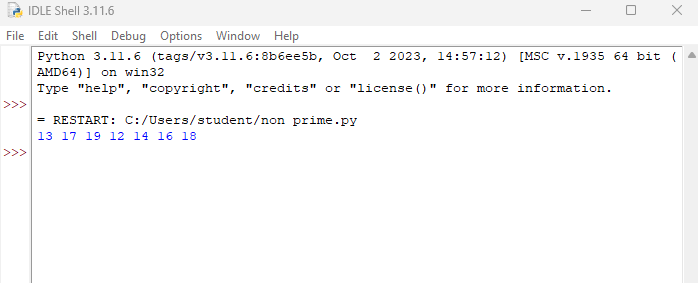 IDLE Shell 3.11.6
File Edit Shell Debug Options Window Help
Python 3.11.6 (tags/v3.11.6:8b6ee5b, Oct  2 2023, 14:57:12) [MSC v.1935 64 bit (
AMD64)] on win32
Type "help", "copyright", "credits" or "license()" for more information.
>>>
= RESTART: C:/Users/student/non prime.py
13 17 19 12 14 16 18
>>>